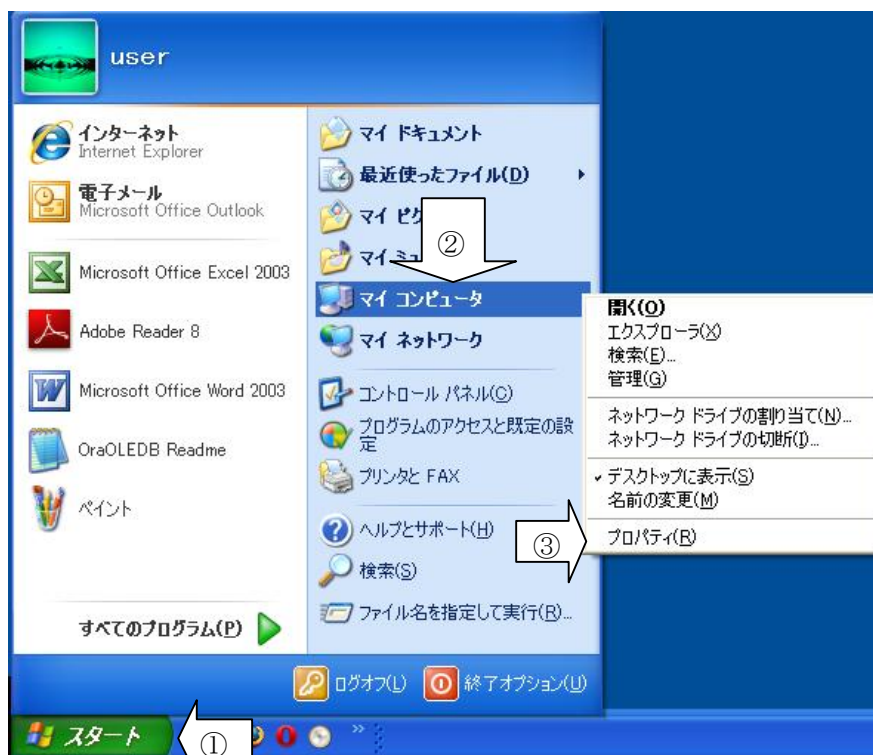 user
インターネット
Internet Explorer
電子メール
Microsoft Office Outlook
Microsoft Office Excel 2003
Adobe Reader 8
Microsoft Office Word 2003
OraOLEDB Readme
ペイント
すべてのプログラム(P)
マイ ドキュメント
最近使ったファイル(D)
マイ ピク
②
マイ ミュ
マイ コンピュータ
マイ ネットワーク
コントロール パネル(C)
プログラムのアクセスと既定の設
定
プリンタと FAX
ヘルプとサポート(H)
検索(S)
ファイル名を指定して実行(R)...
開く(O)
エクスプローラ(X)
検索(E)...
管理(G)
ネットワーク ドライブの割り当て(N)...
ネットワーク ドライブの切断(I)...
デスクトップに表示(S)
名前の変更(M)
③
プロパティ(R)
ログオフ(L)
終了オプション(U)
スタート
①